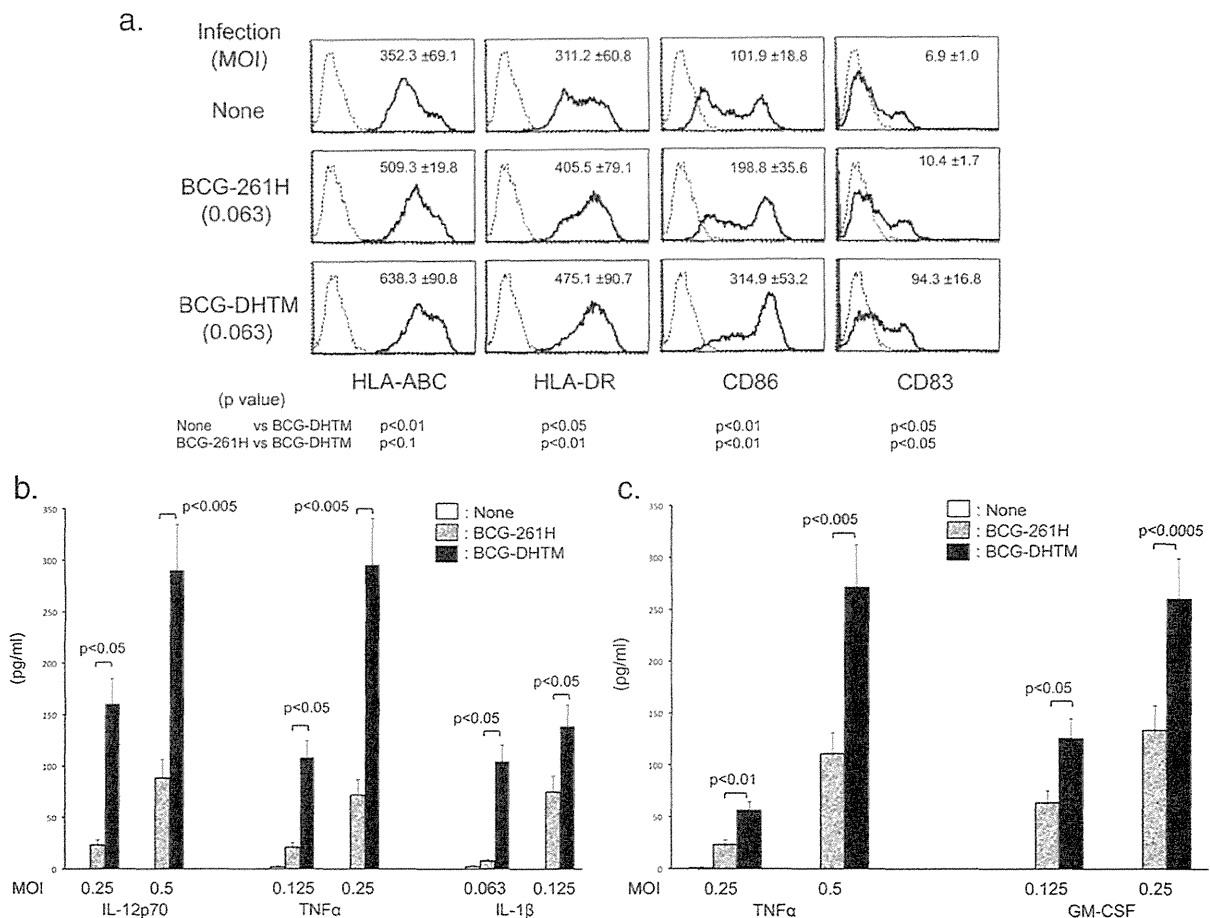 a.
Infection
(MOI)
None
352.3 ±69.1
311.2 ±60.8
101.9 ±18.8
6.9 ±1.0
BCG-261H
(0.063)
509.3 ±19.8
405.5 ±79.1
198.8 ±35.6
10.4 ±1.7
BCG-DHTM
(0.063)
638.3 ±90.8
475.1 ±90.7
314.9 ±53.2
94.3 ±16.8
HLA-ABC HLA-DR CD86 CD83
(p value)
None vs BCG-DHTM p<0.01 p<0.05 p<0.01 p<0.05
BCG-261H vs BCG-DHTM p<0.1 p<0.01 p<0.01 p<0.05
b.
(pg/ml)
350
300
250
200
150
100
50
0
p<0.05
p<0.005
p<0.05
p<0.005
p<0.05
p<0.05
: None
: BCG-261H
: BCG-DHTM
MOI 0.25 0.5 0.125 0.25 0.063 0.125
IL-12p70 TNFα IL-1β
c.
(pg/ml)
350
300
250
200
150
100
50
0
p<0.01
p<0.005
p<0.05
p<0.0005
: None
: BCG-261H
: BCG-DHTM
MOI 0.25 0.5 0.125 0.25
TNFα GM-CSF